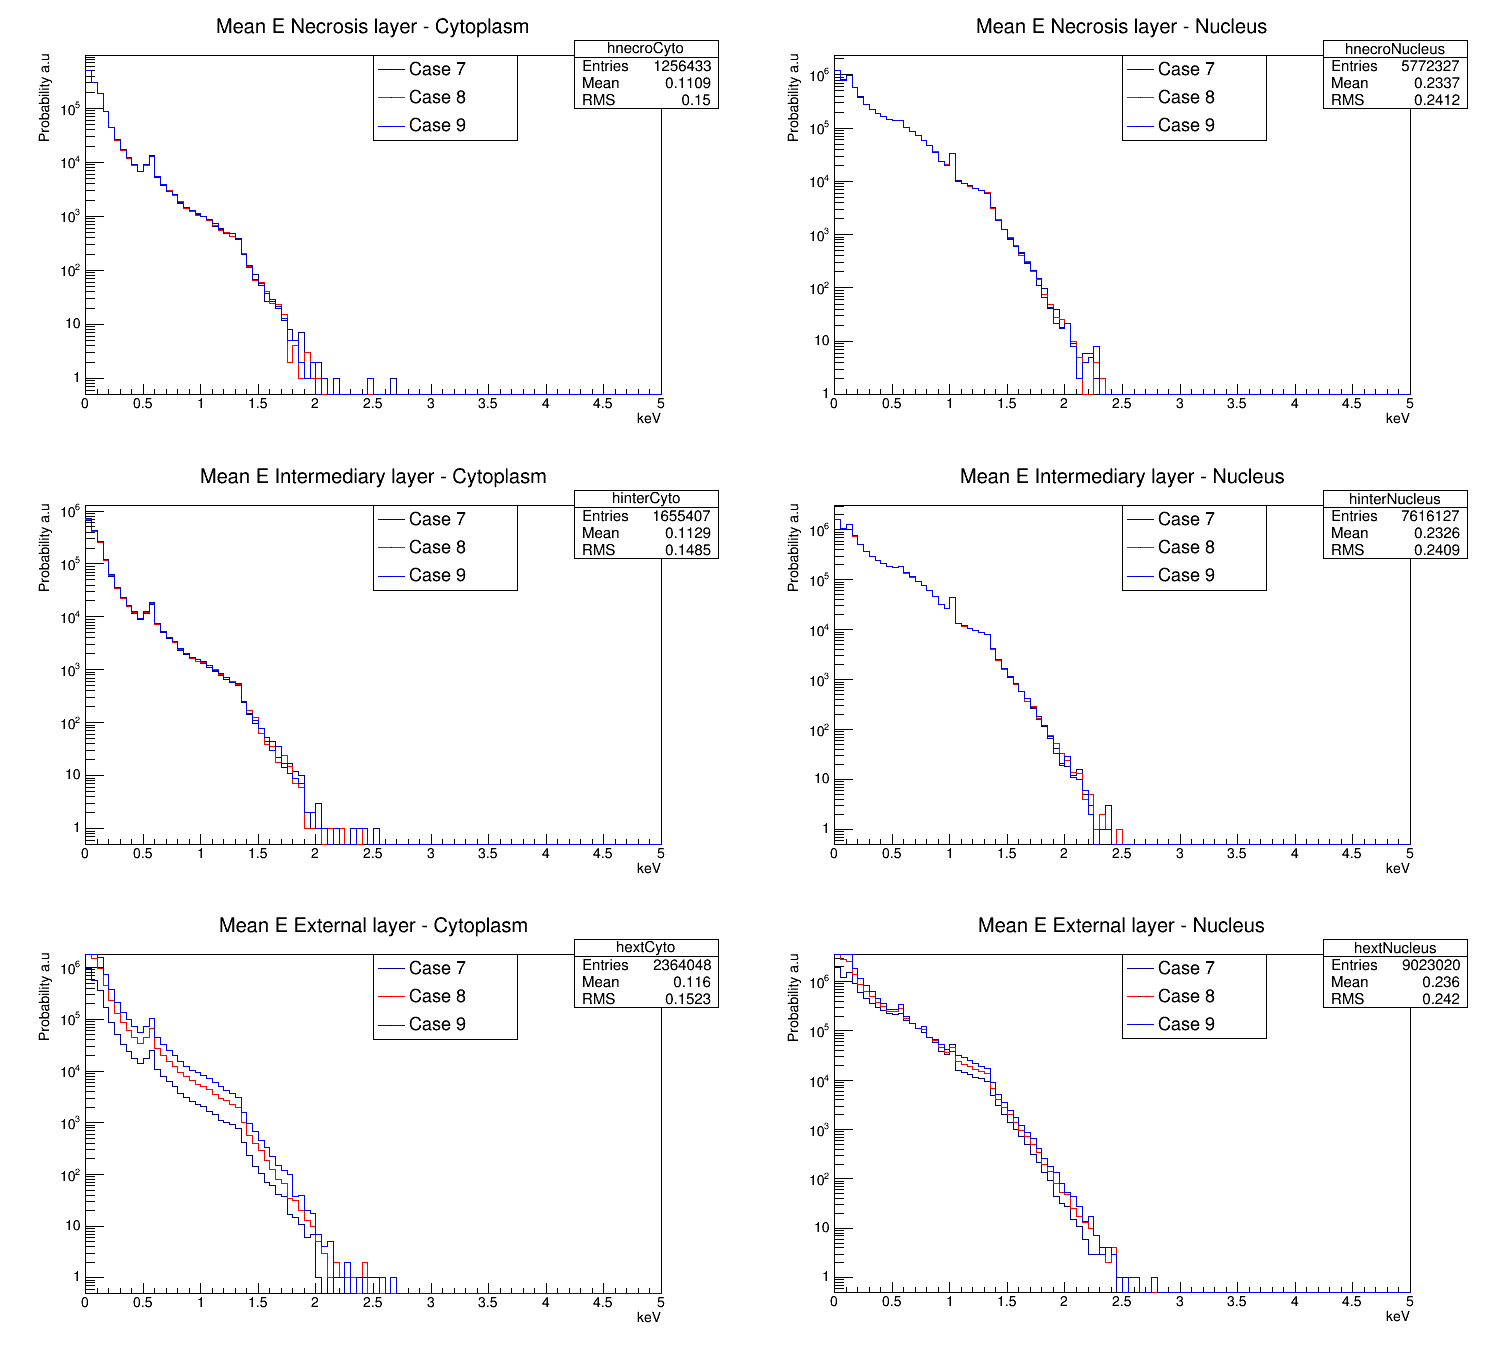 Mean E Necrosis layer - Cytoplasm
Probability a.u
10^5
10^4
10^3
10^2
10
1
Case 7
Case 8
Case 9
hnecroCyto
Entries 1256433
Mean 0.1109
RMS 0.15
0 0.5 1 1.5 2 2.5 3 3.5 4 4.5 5
keV
Mean E Necrosis layer - Nucleus
Probability a.u
10^6
10^5
10^4
10^3
10^2
10
1
Case 7
Case 8
Case 9
hnecroNucleus
Entries 5772327
Mean 0.2337
RMS 0.2412
0 0.5 1 1.5 2 2.5 3 3.5 4 4.5 5
keV
Mean E Intermediary layer - Cytoplasm
Probability a.u
10^6
10^5
10^4
10^3
10^2
10
1
Case 7
Case 8
Case 9
hinterCyto
Entries 1655407
Mean 0.1129
RMS 0.1485
0 0.5 1 1.5 2 2.5 3 3.5 4 4.5 5
keV
Mean E Intermediary layer - Nucleus
Probability a.u
10^6
10^5
10^4
10^3
10^2
10
1
Case 7
Case 8
Case 9
hinterNucleus
Entries 7616127
Mean 0.2326
RMS 0.2409
0 0.5 1 1.5 2 2.5 3 3.5 4 4.5 5
keV
Mean E External layer - Cytoplasm
Probability a.u
10^6
10^5
10^4
10^3
10^2
10
1
Case 7
Case 8
Case 9
hextCyto
Entries 2364048
Mean 0.116
RMS 0.1523
0 0.5 1 1.5 2 2.5 3 3.5 4 4.5 5
keV
Mean E External layer - Nucleus
Probability a.u
10^6
10^5
10^4
10^3
10^2
10
1
Case 7
Case 8
Case 9
hextNucleus
Entries 9023020
Mean 0.236
RMS 0.242
0 0.5 1 1.5 2 2.5 3 3.5 4 4.5 5
keV